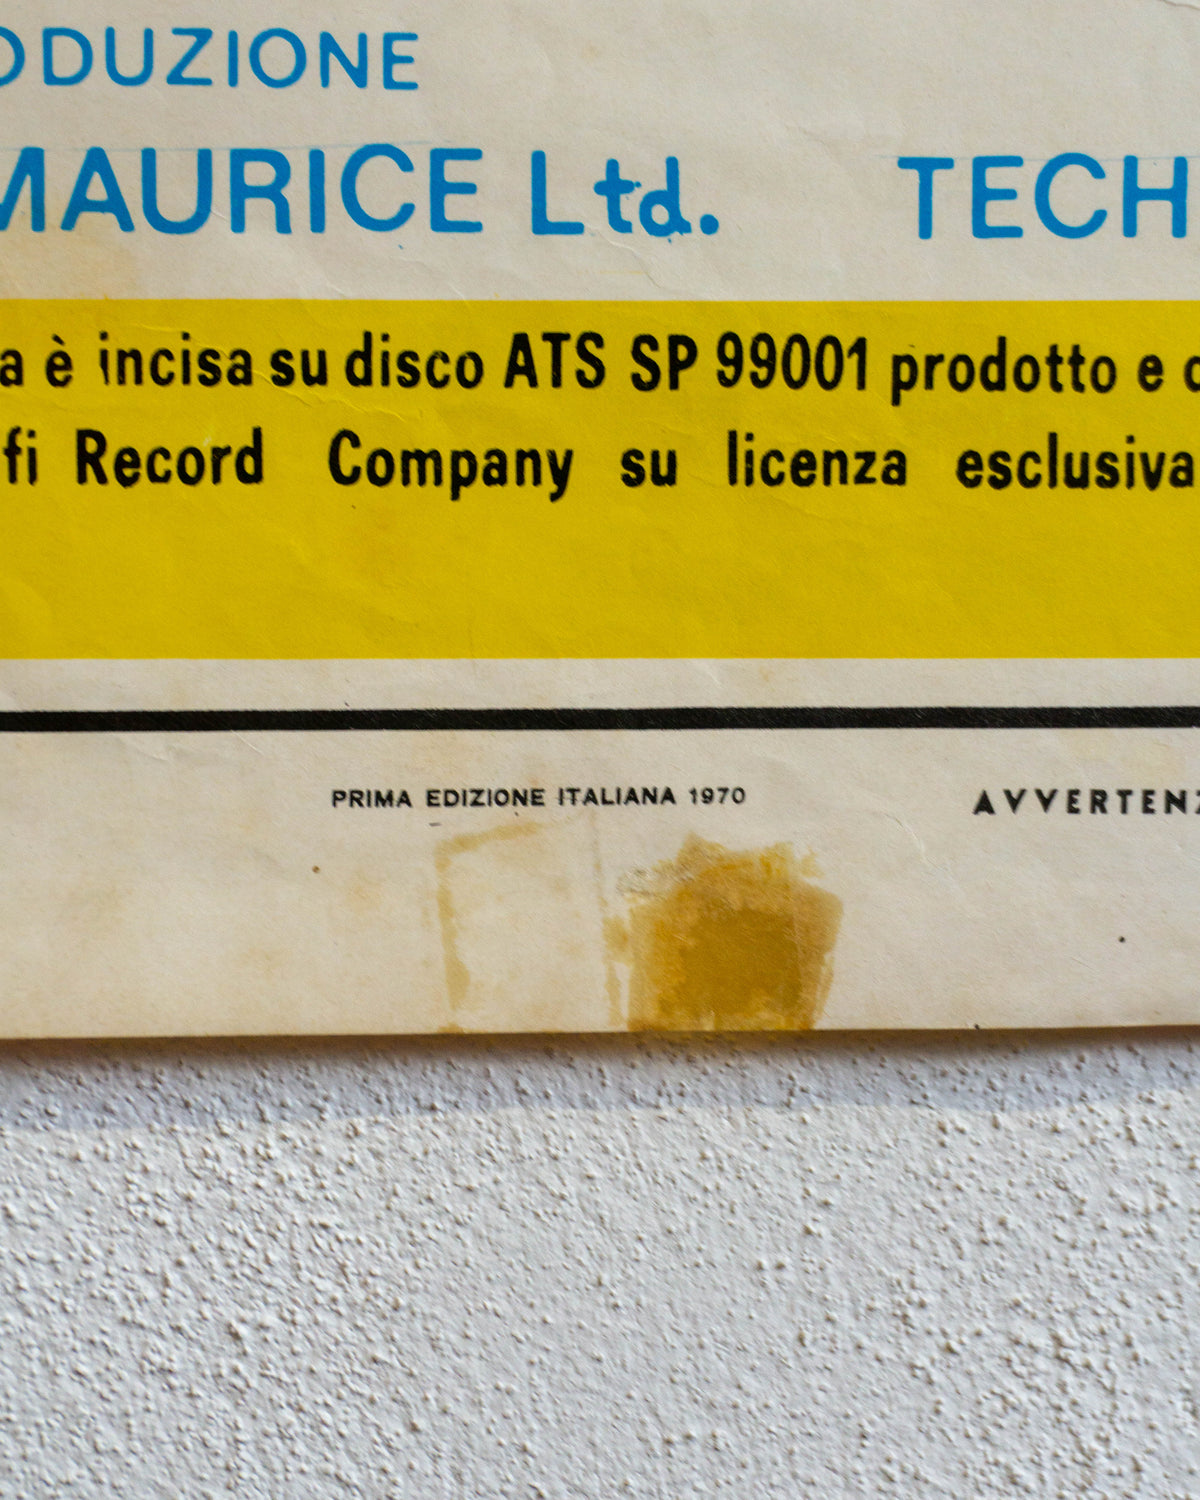 ODUZIONE
MAURICE Ltd. TECH
a è incisa su disco ATS SP 99001 prodotto e
fi Record Company su licenza esclusiva
PRIMA EDIZIONE ITALIANA 1970 AVVERTENZ